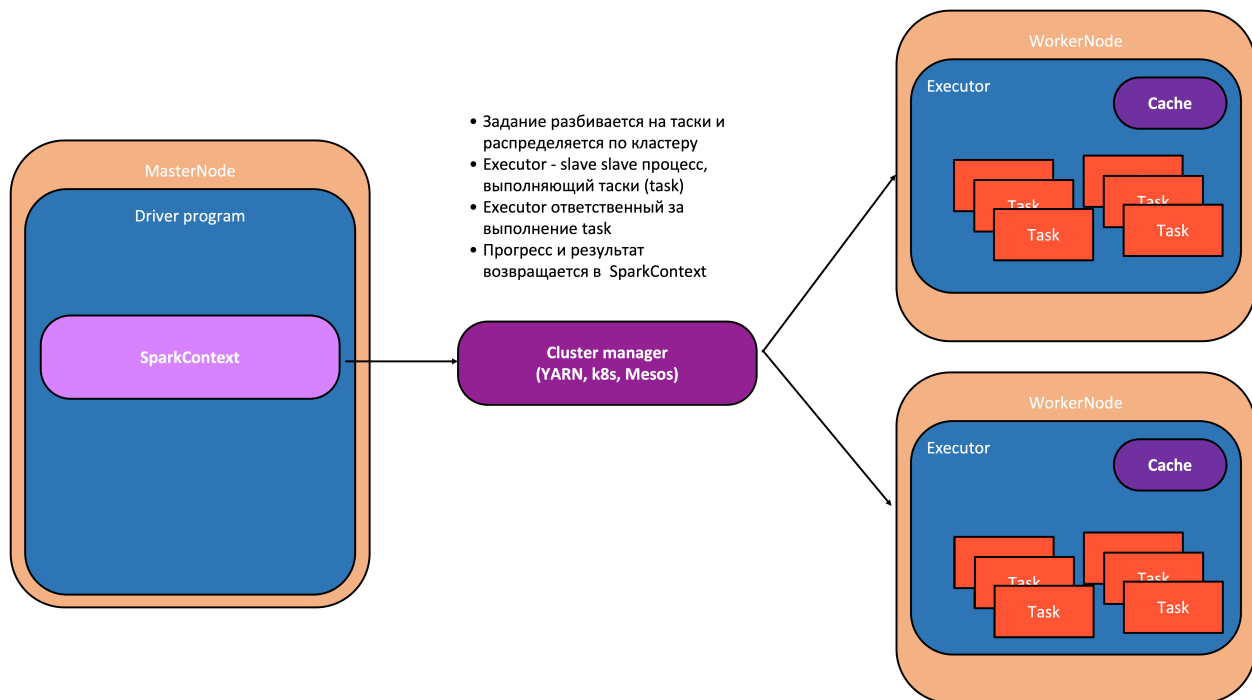 MasterNode
Driver program
SparkContext
• Задание разбивается на таски и
распределяется по кластеру
• Executor - slave slave процесс,
выполняющий таски (task)
• Executor ответственный за
выполнение task
• Прогресс и результат
возвращается в SparkContext
Cluster manager
(YARN, k8s, Mesos)
WorkerNode
Executor
Cache
Task
Task
Task
Task
WorkerNode
Executor
Cache
Task
Task
Task
Task